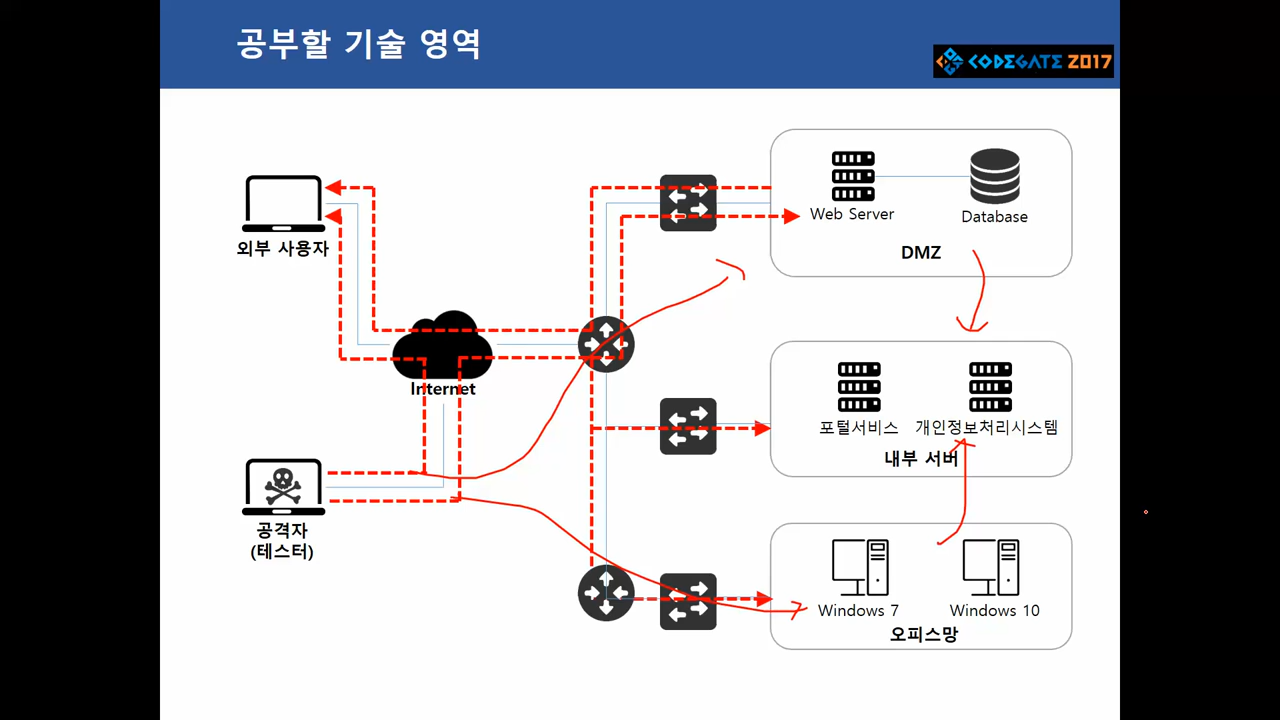 공부할 기술 영역
CODEGATE 2017
외부 사용자
Internet
공격자
(테스터)
Web Server
Database
DMZ
포털서비스
개인정보처리시스템
내부 서버
Windows 7
Windows 10
오피스망